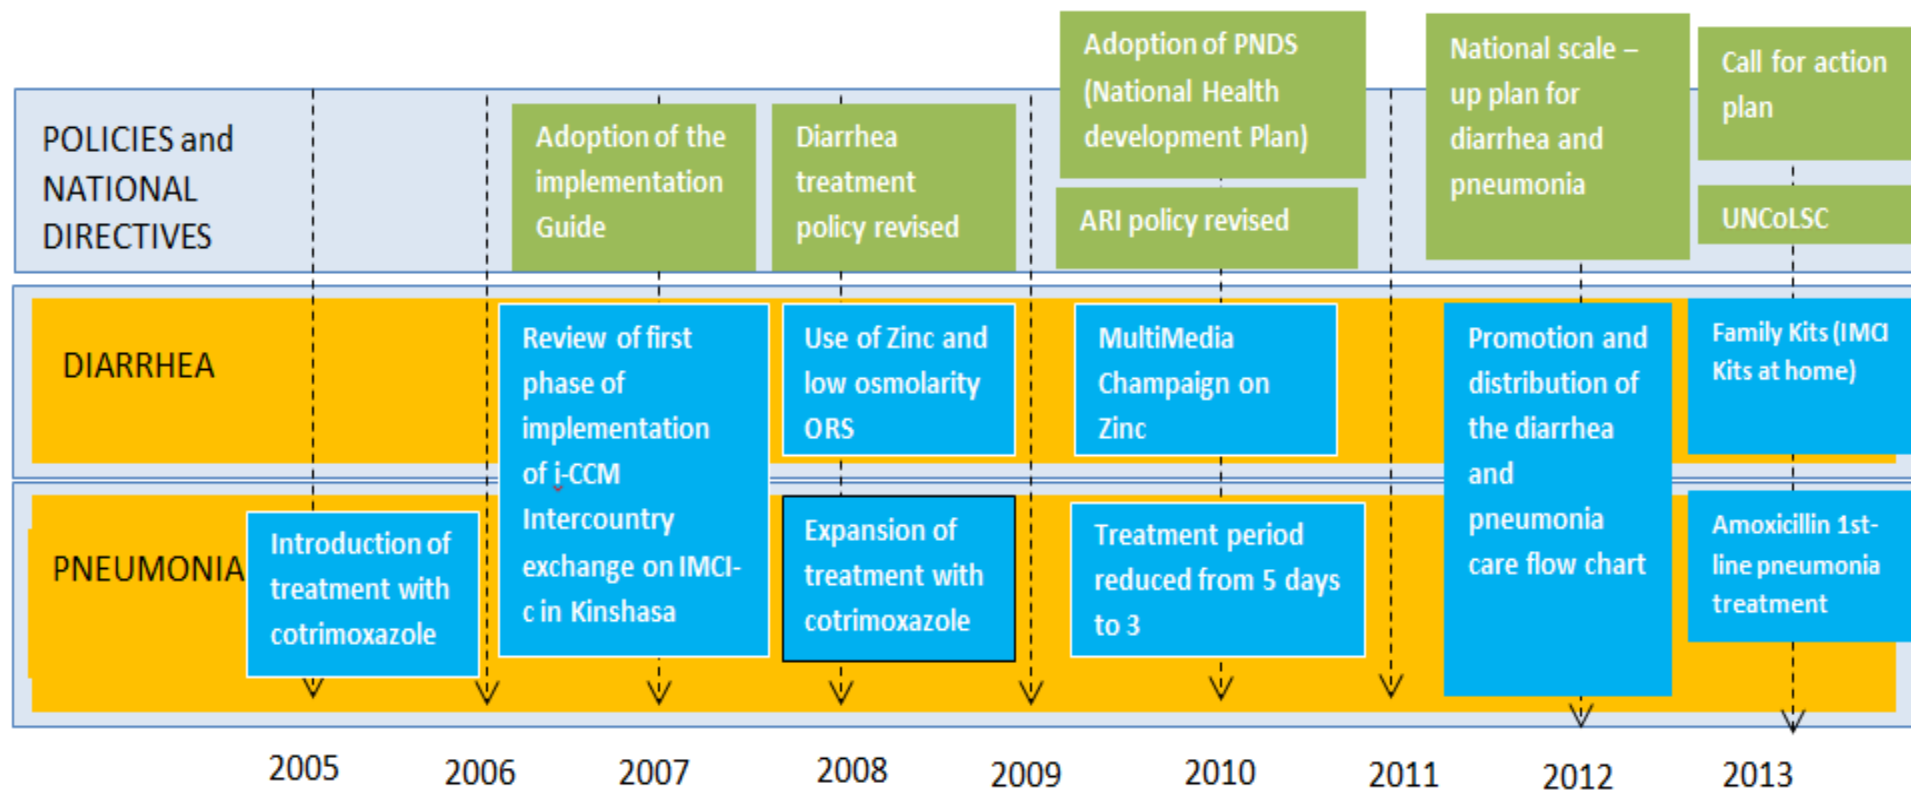 POLICIES and
NATIONAL
DIRECTIVES
Adoption of the
implementation
Guide
Diarrhea
treatment
policy revised
Adoption of PNDS
(National Health
development Plan)
ARI policy revised
National scale –
up plan for
diarrhea and
pneumonia
Call for action
plan
UNCoLSC
DIARRHEA
Review of first
phase of
implementation
of i-CCM
Intercountry
exchange on IMCI-
c in Kinshasa
Use of Zinc and
low osmolarity
ORS
MultiMedia
Champaign on
Zinc
Promotion and
distribution of
the diarrhea
and
pneumonia
care flow chart
Family Kits (IMCI
Kits at home)
PNEUMONIA
Introduction of
treatment with
cotrimoxazole
Expansion of
treatment with
cotrimoxazole
Treatment period
reduced from 5 days
to 3
Amoxicillin 1st-
line pneumonia
treatment
2005
2006
2007
2008
2009
2010
2011
2012
2013